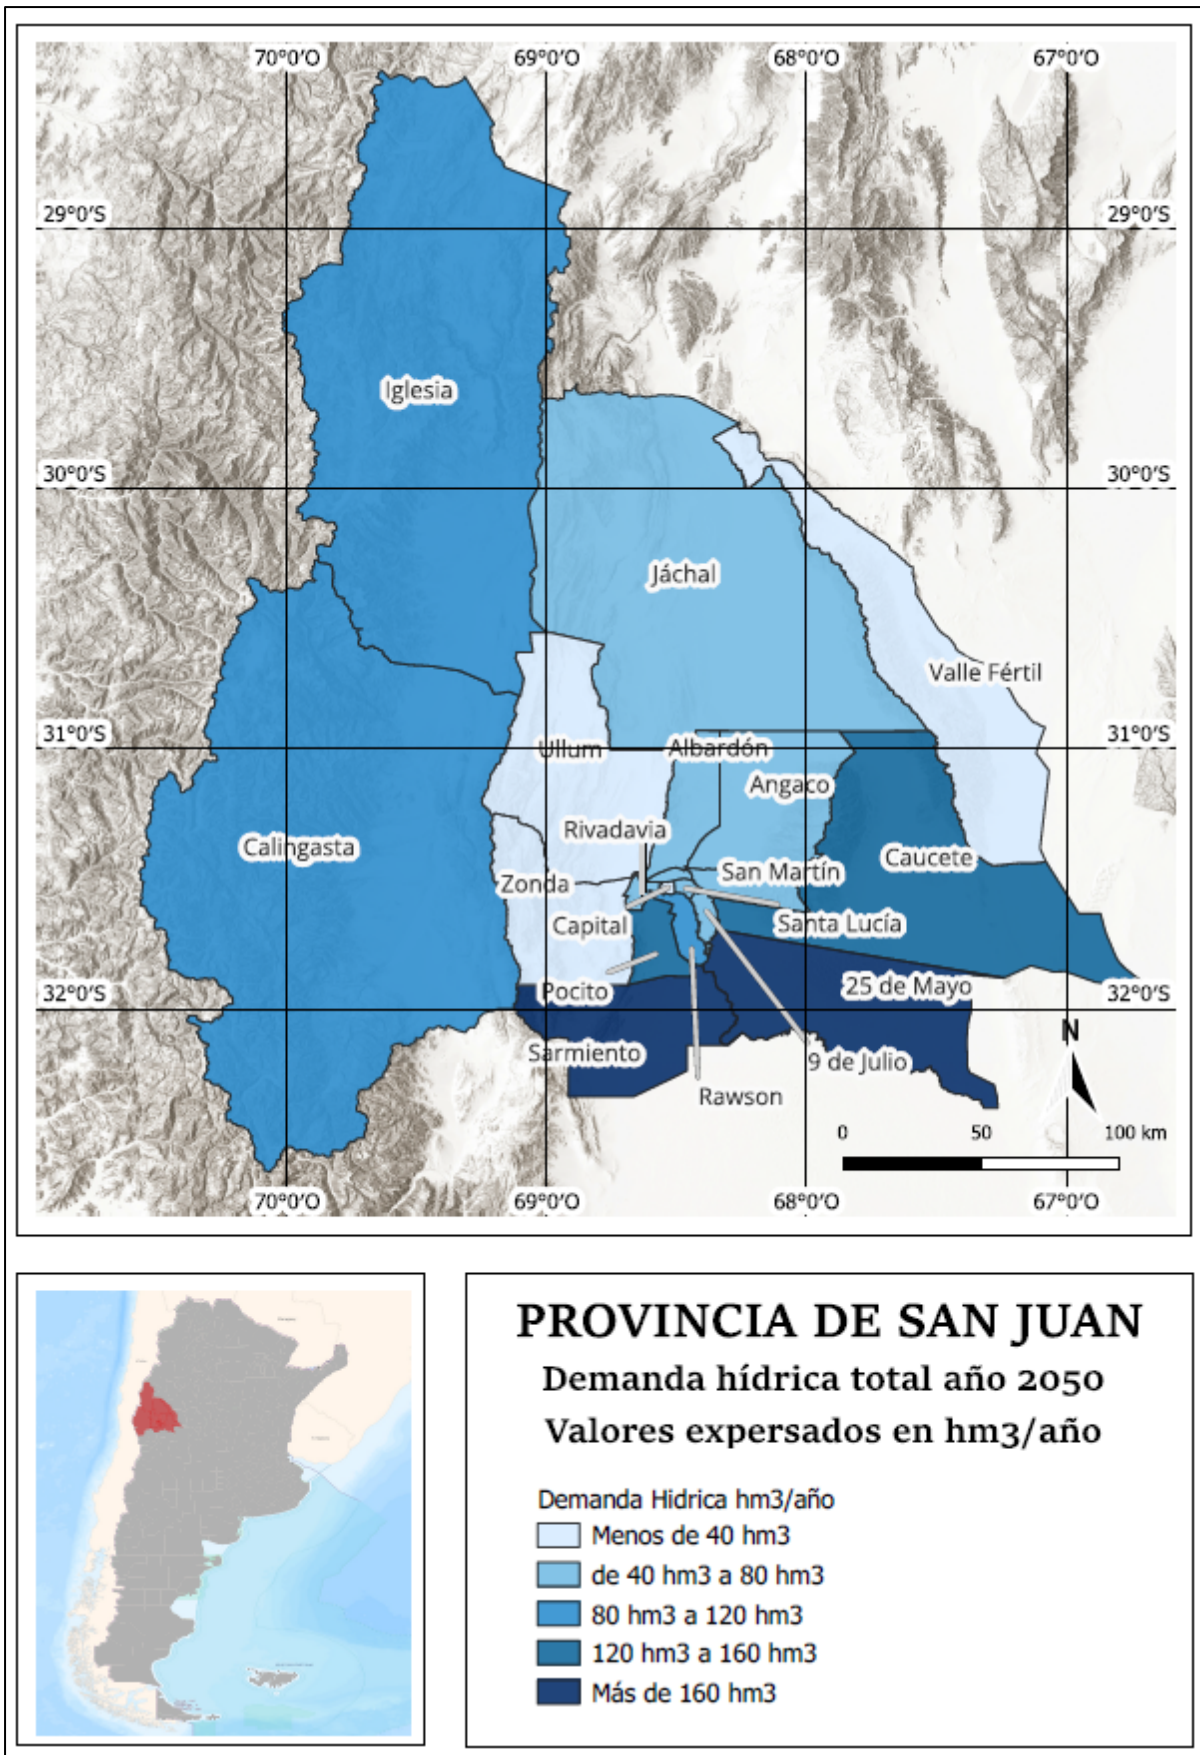 70°0'O 69°0'O 68°0'O 67°0'O
29°0'S 29°0'S
Iglesia
30°0'S 30°0'S
Jáchal
Valle Fértil
31°0'S Ullum Albardón 31°0'S
Angaco
Rivadavia
Calingasta
Caucete
Zonda
San Martín
Capital
Santa Lucía
Pocito
25 de Mayo
32°0'S 32°0'S
N
Sarmiento
9 de Julio
Rawson
0 50 100 km
70°0'O 69°0'O 68°0'O 67°0'O
PROVINCIA DE SAN JUAN
Demanda hídrica total año 2050
Valores expersados en hm3/año
Demanda Hidrica hm3/año
Menos de 40 hm3
de 40 hm3 a 80 hm3
80 hm3 a 120 hm3
120 hm3 a 160 hm3
Más de 160 hm3